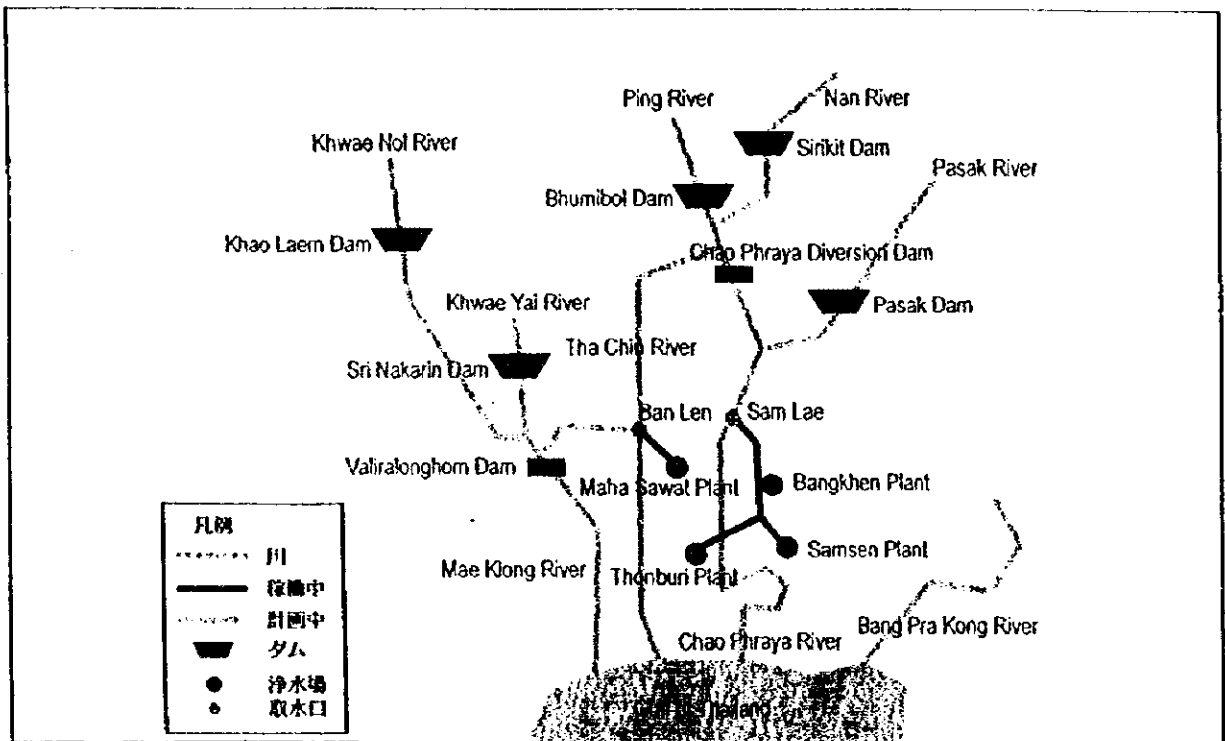 Ping River
Nan River
Khwae Noi River
Sirikit Dam
Pasak River
Bhumibol Dam
Khao Laem Dam
Chao Phraya Diversion Dam
Khwae Yai River
Pasak Dam
Tha Chin River
Sri Nakarin Dam
Ban Len
Sam Lae
Valiralonghorn Dam
Maha Sawat Plant
Bangkhen Plant
凡例
川
稼働中
計画中
ダム
浄水場
取水口
Mae Klong River
Thonburi Plant
Samsen Plant
Chao Phraya River
Bang Pra Kong River
Thailand